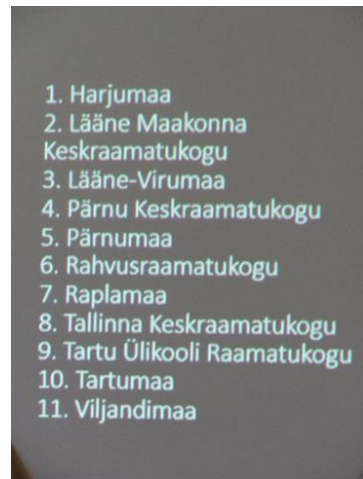 1. Harjumaa
2. Lääne Maakonna
Keskraamatukogu
3. Lääne-Virumaa
4. Pärnu Keskraamatukogu
5. Pärnumaa
6. Rahvusraamatukogu
7. Raplamaa
8. Tallinna Keskraamatukogu
9. Tartu Ülikooli Raamatukogu
10. Tartumaa
11. Viljandimaa